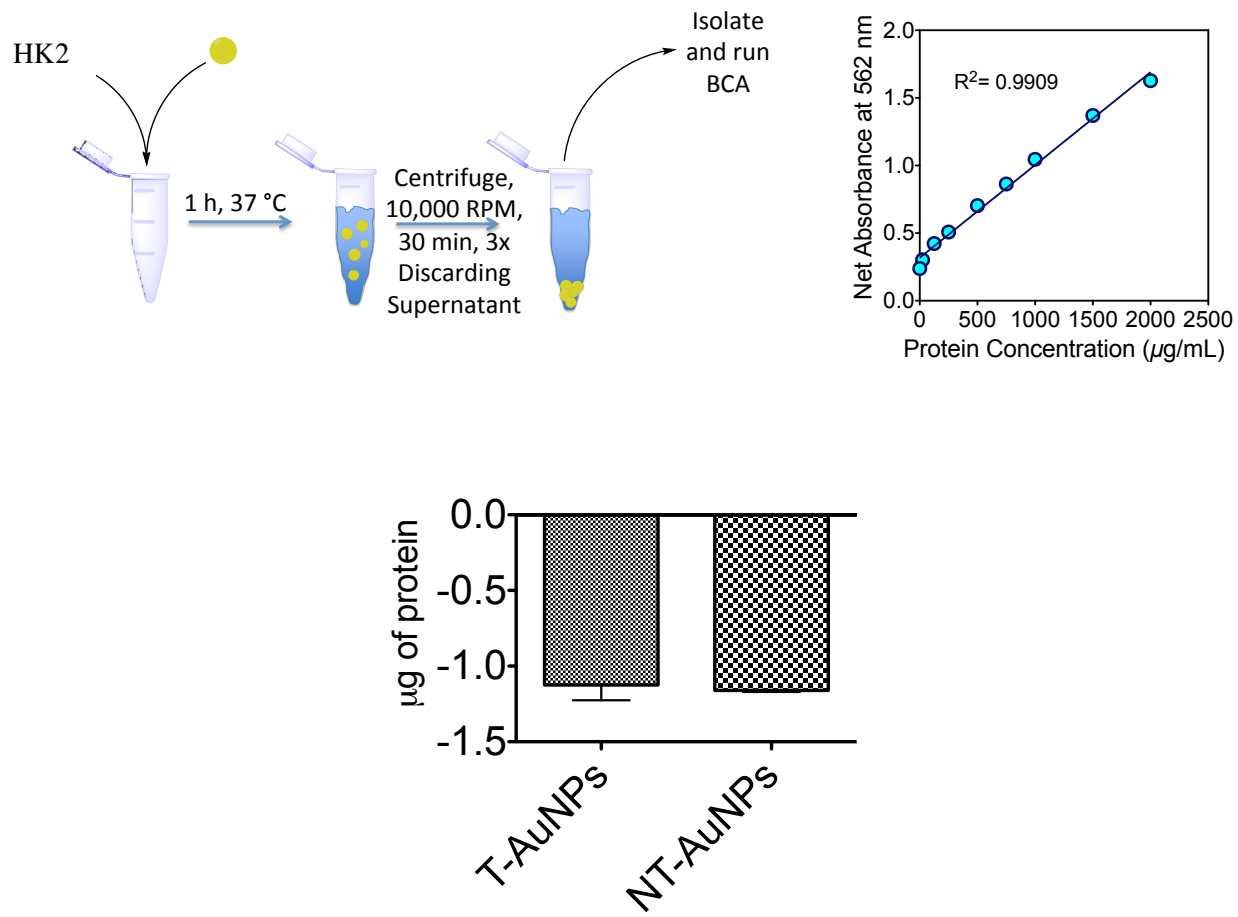 HK2
1 h, 37 °C
Centrifuge,
10,000 RPM,
30 min, 3x
Discarding
Supernatant
Isolate
and run
BCA
Net Absorbance at 562 nm
2.0
1.5
1.0
0.5
0.0
R2= 0.9909
0 500 1000 1500 2000 2500
Protein Concentration (µg/mL)
µg of protein
0.0
-0.5
-1.0
-1.5
T-AuNPs
NT-AuNPs